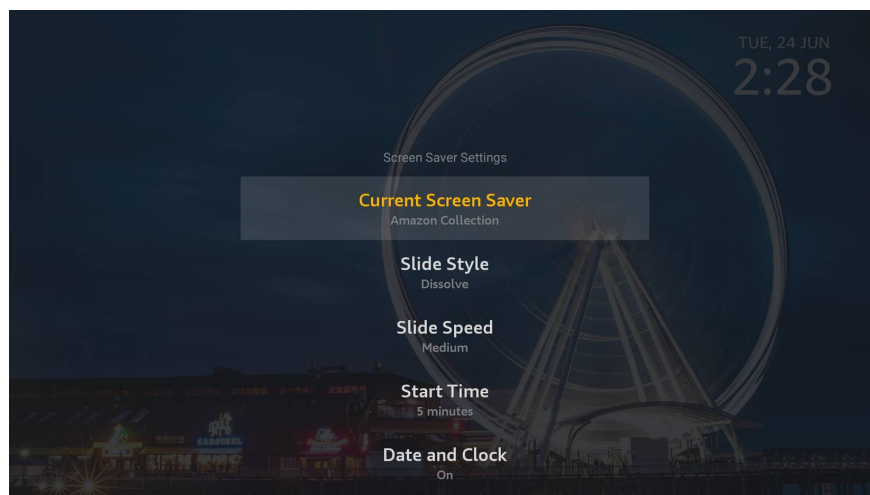 TUE, 24 JUN
2:28
Screen Saver Settings
Current Screen Saver
Amazon Collection
Slide Style
Dissolve
Slide Speed
Medium
Start Time
5 minutes
CAROUSEL
Date and Clock
On